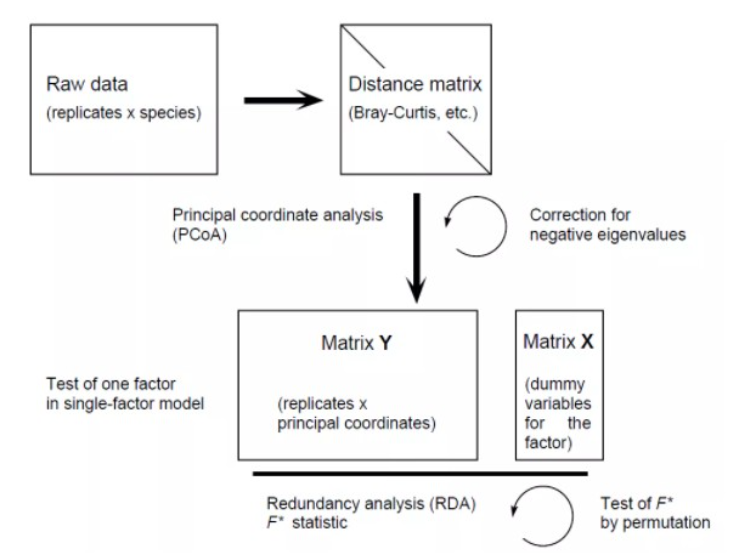 Raw data
(replicates x species)
Distance matrix
(Bray-Curtis, etc.)
Principal coordinate analysis
(PCoA)
Correction for
negative eigenvalues
Test of one factor
in single-factor model
Matrix Y
(replicates x
principal coordinates)
Matrix X
(dummy
variables
for the
factor)
Redundancy analysis (RDA)
F* statistic
Test of F*
by permutation